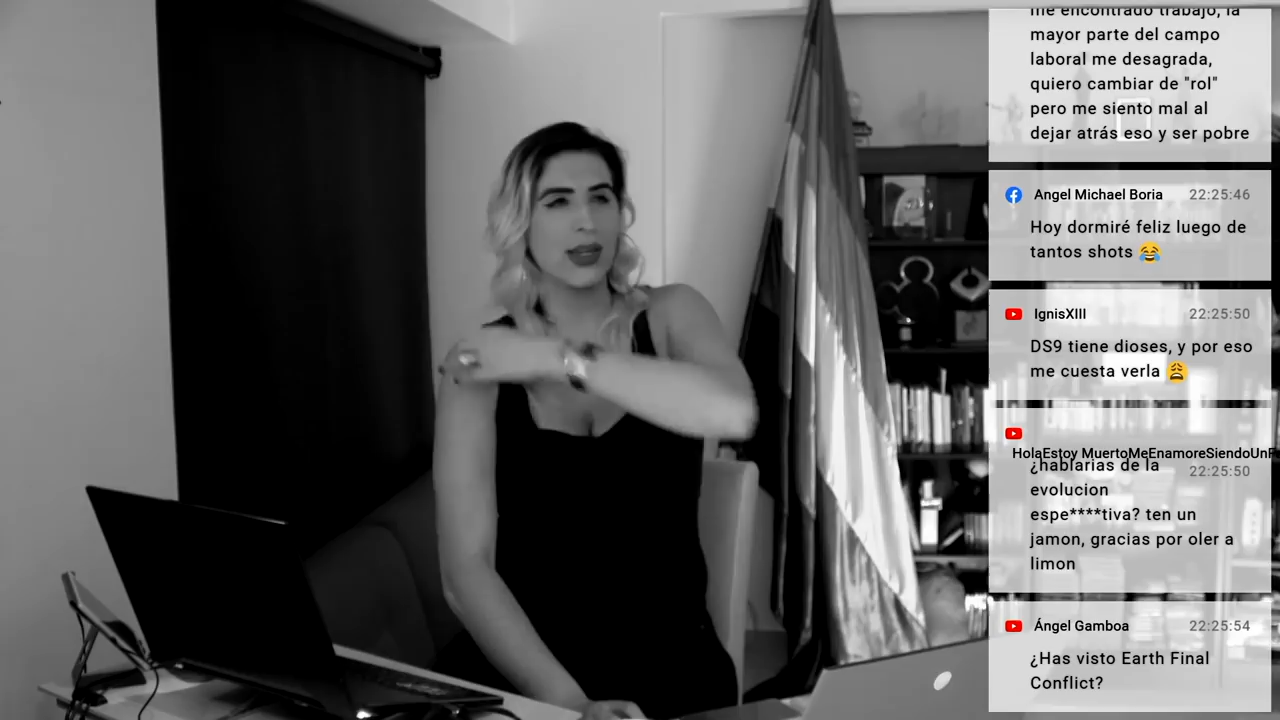 me encontrado trabajo, la
mayor parte del campo
laboral me desagrada,
quiero cambiar de "rol"
pero me siento mal al
dejar atrás eso y ser pobre
Angel Michael Boria 22:25:46
Hoy dormiré feliz luego de
tantos shots 😂
IgnisXIII 22:25:50
DS9 tiene dioses, y por eso
me cuesta verla 😩
HolaEstoy MuertoMeEnamoreSiendoUn
¿hablarias de la 22:25:50
evolucion
espe****tiva? ten un
jamon, gracias por oler a
limon
Ángel Gamboa 22:25:54
¿Has visto Earth Final
Conflict?